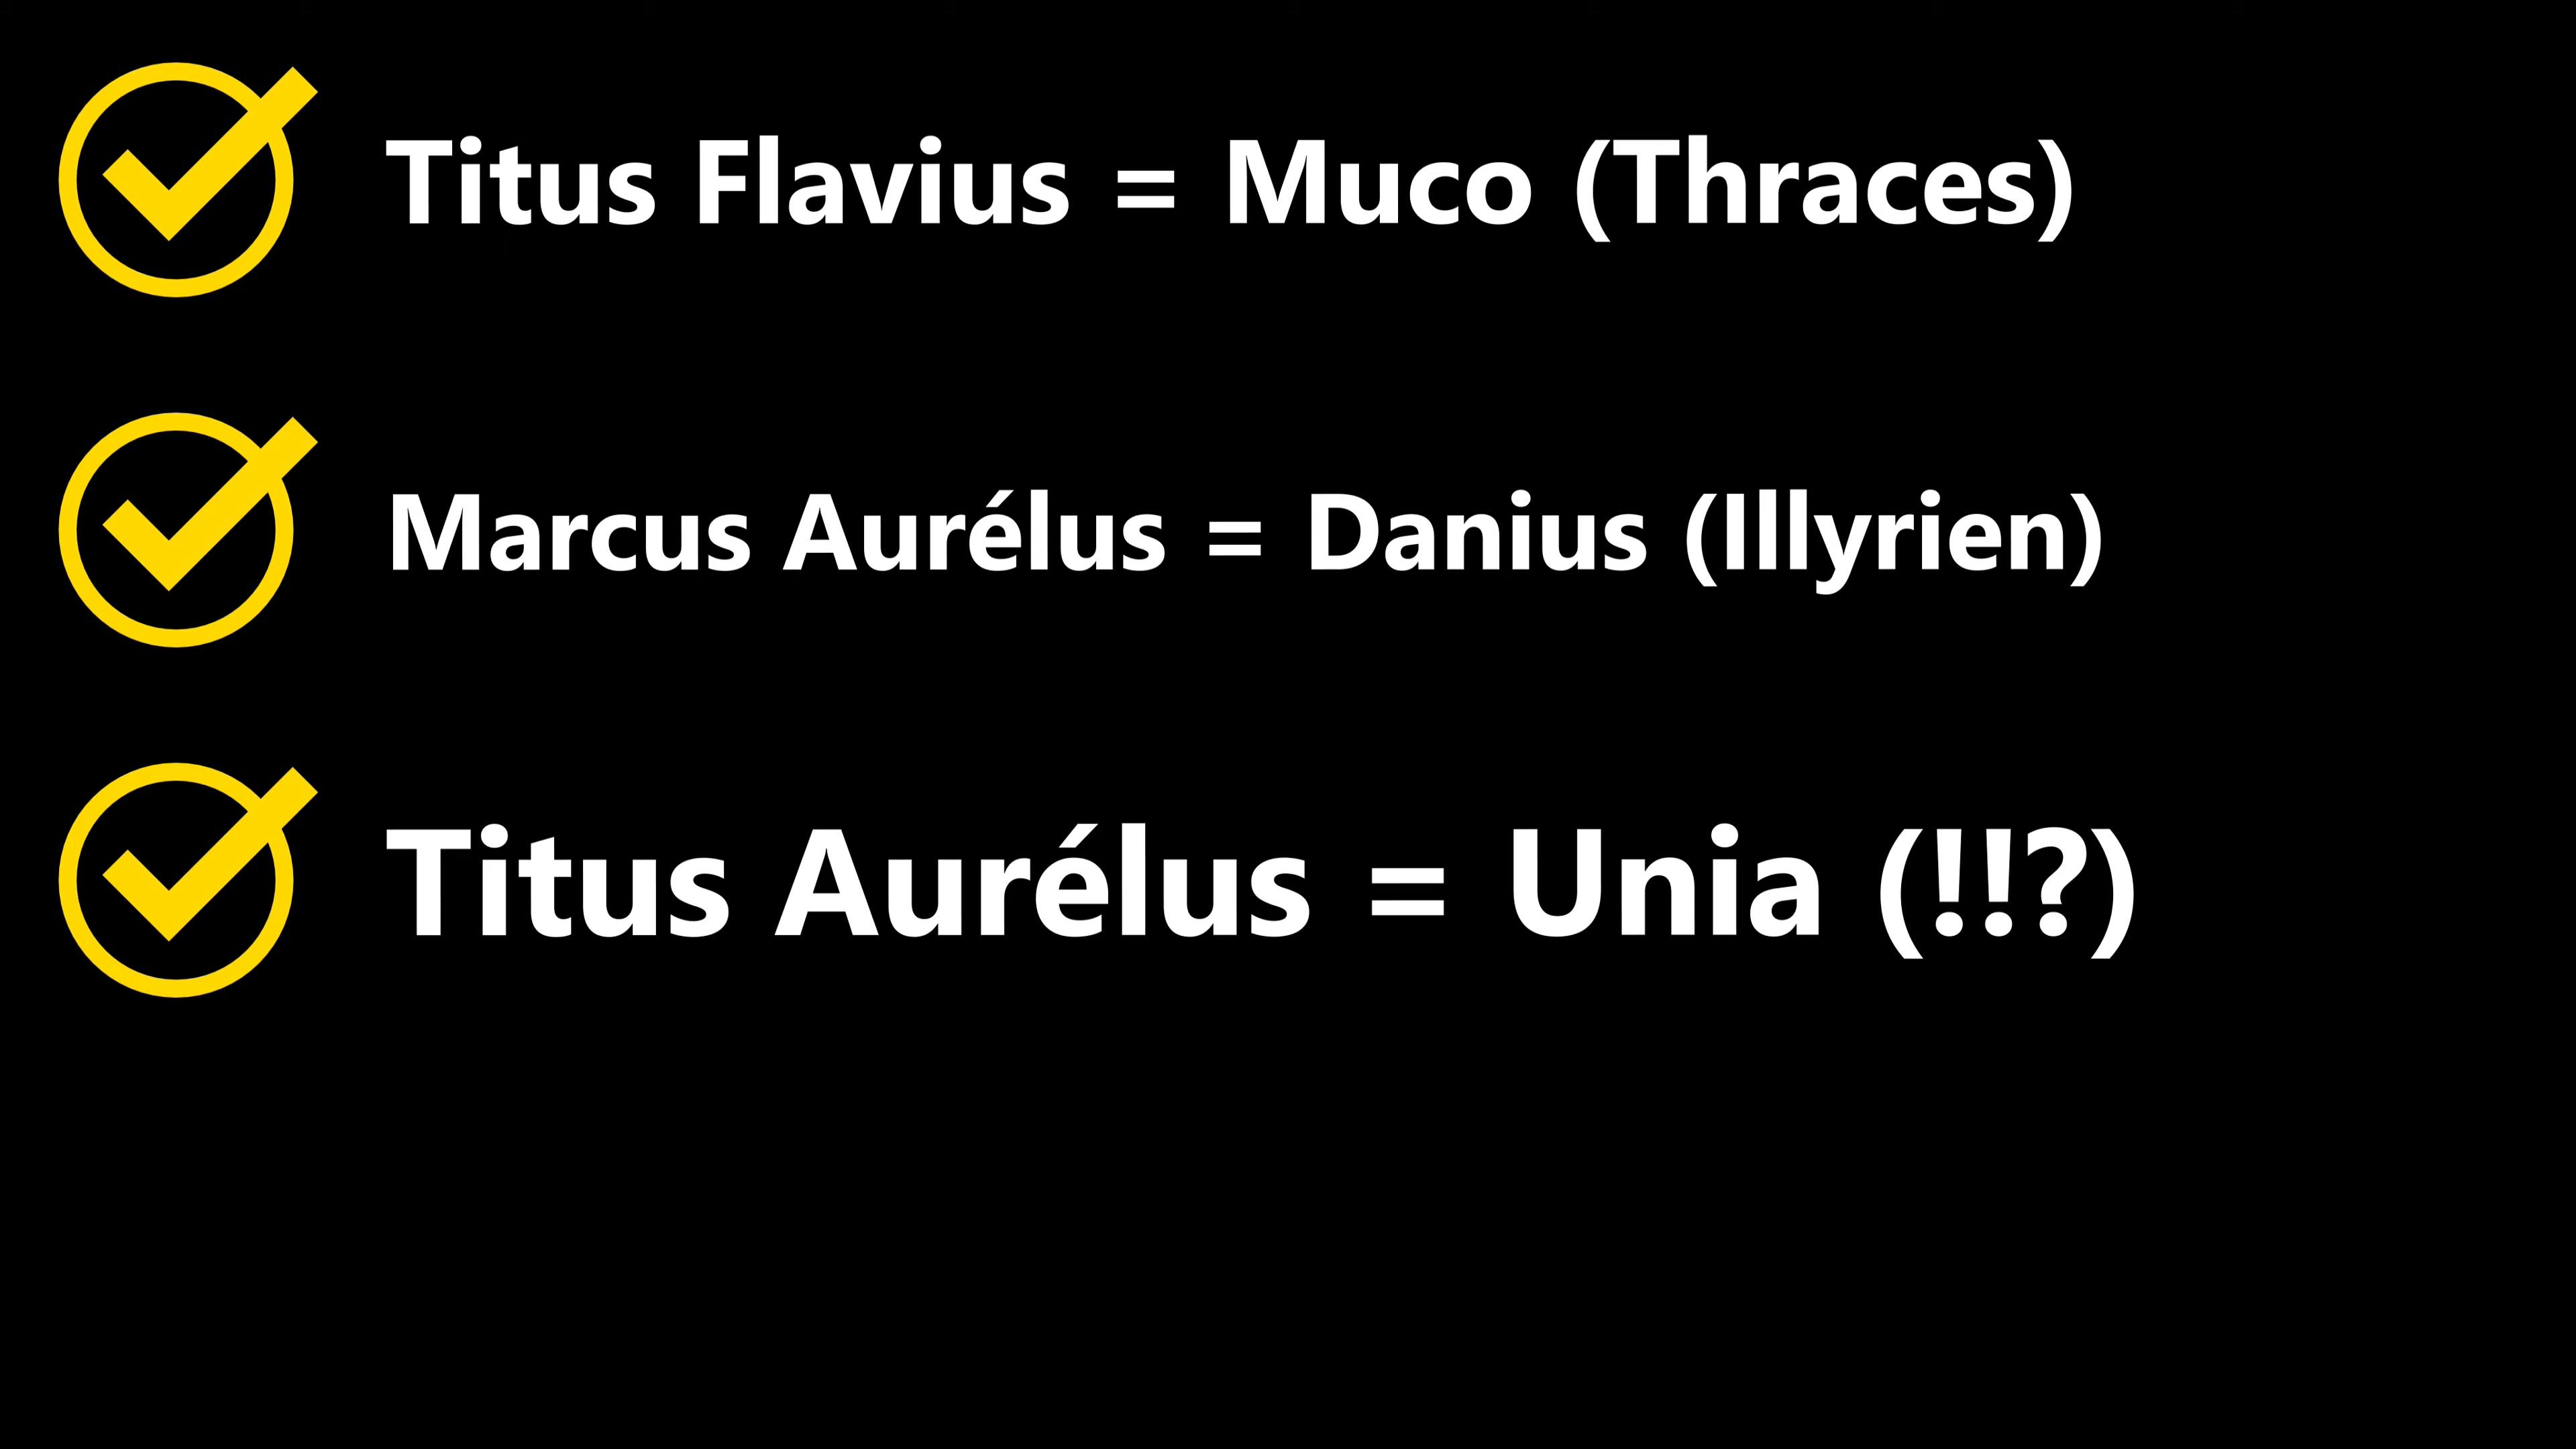 Titus Flavius = Muco (Thraces)
Marcus Aurélus = Danius (Illyrien)
Titus Aurélus = Unia (!!?)